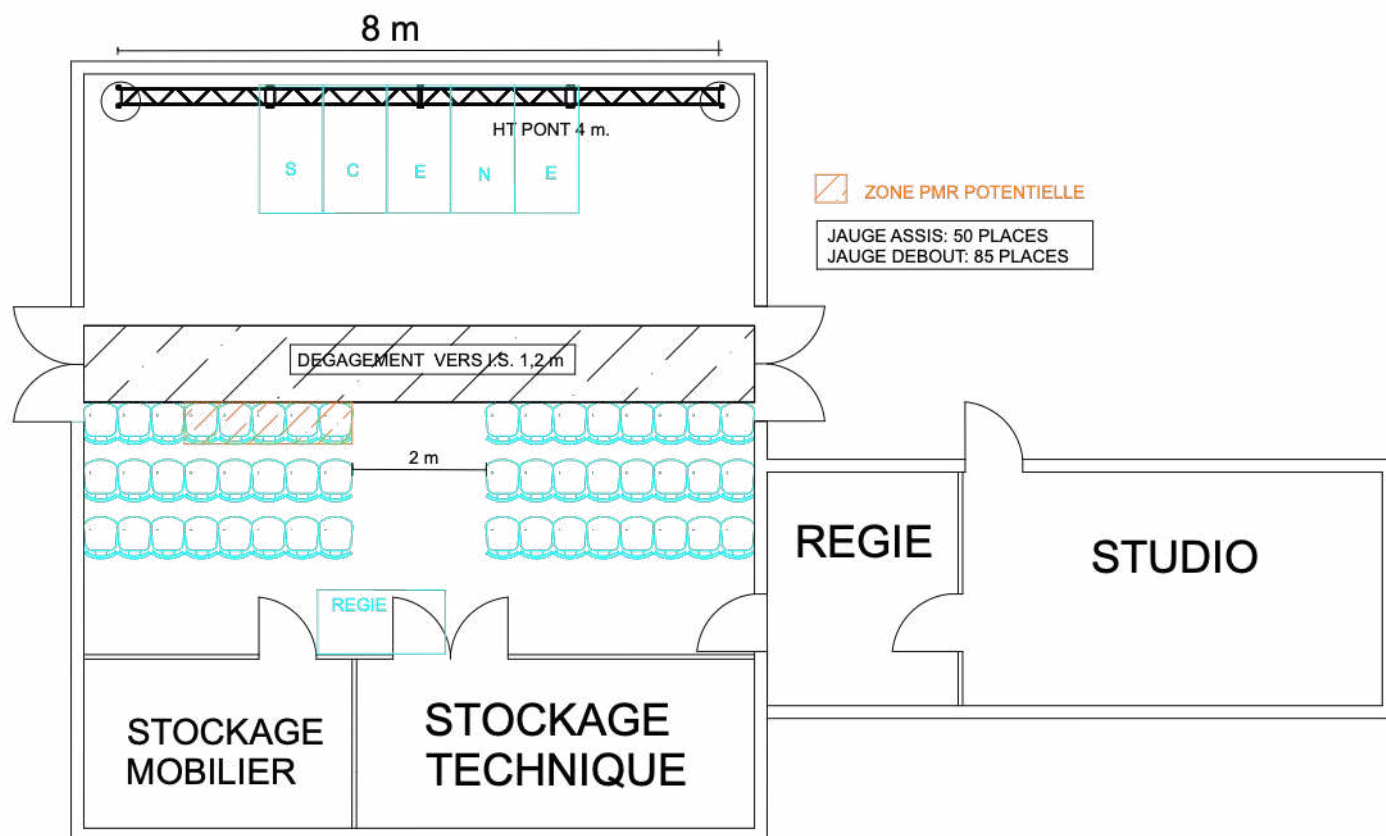 8 m
HT PONT 4 m.
S C E N E
ZONE PMR POTENTIELLE
JAUGE ASSIS: 50 PLACES
JAUGE DEBOUT: 85 PLACES
DEGAGEMENT VERS I.S. 1,2 m
2 m
REGIE
STUDIO
REGIE
STOCKAGE
MOBILIER
STOCKAGE
TECHNIQUE